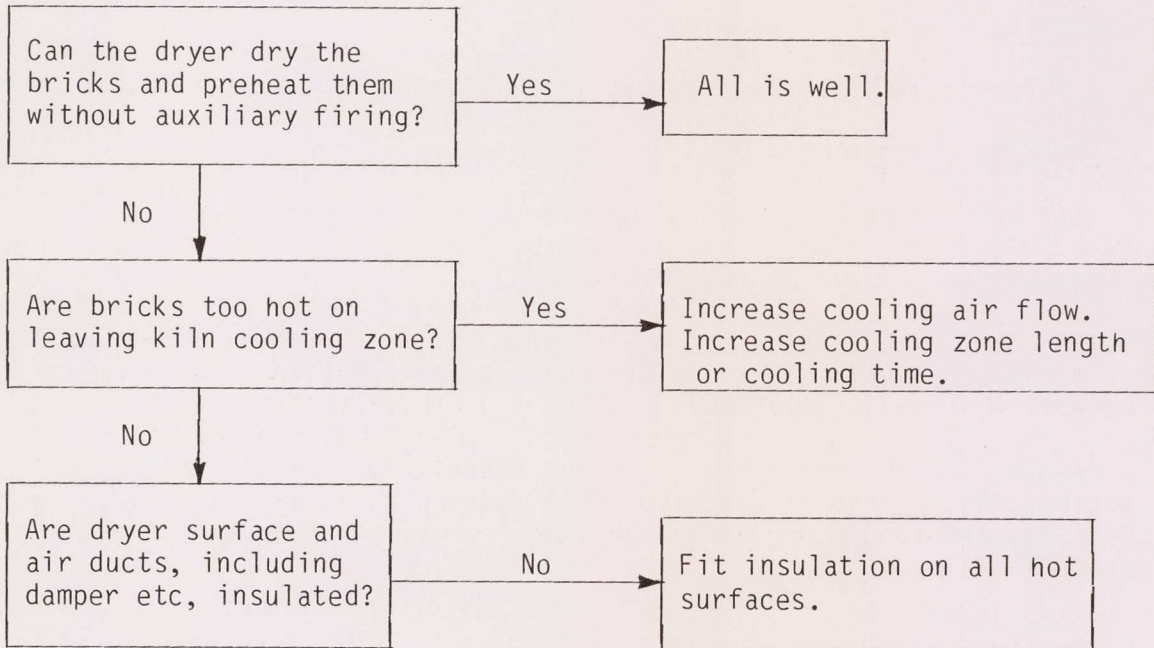 Can the dryer dry the
bricks and preheat them
without auxiliary firing?
Yes
All is well.
No
Are bricks too hot on
leaving kiln cooling zone?
Yes
Increase cooling air flow.
Increase cooling zone length
or cooling time.
No
Are dryer surface and
air ducts, including
damper etc, insulated?
No
Fit insulation on all hot
surfaces.